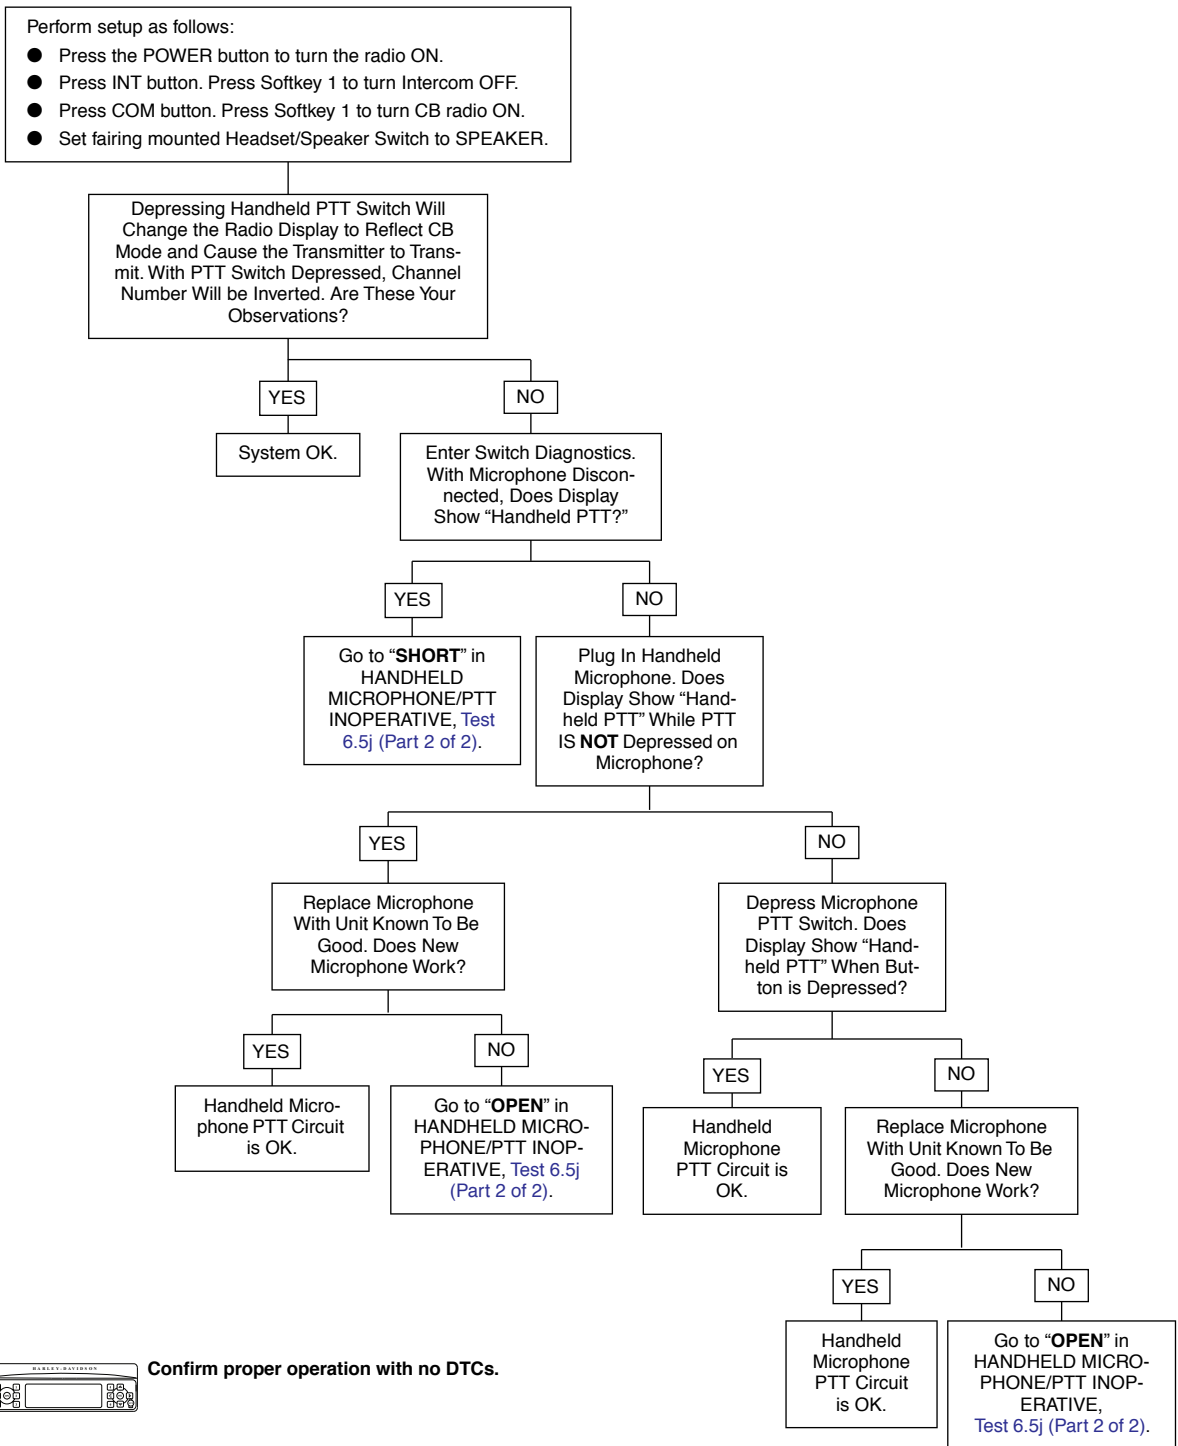 Perform setup as follows:
● Press the POWER button to turn the radio ON.
● Press INT button. Press Softkey 1 to turn Intercom OFF.
● Press COM button. Press Softkey 1 to turn CB radio ON.
● Set fairing mounted Headset/Speaker Switch to SPEAKER.
Depressing Handheld PTT Switch Will
Change the Radio Display to Reflect CB
Mode and Cause the Transmitter to Trans-
mit. With PTT Switch Depressed, Channel
Number Will be Inverted. Are These Your
Observations?
YES
NO
System OK.
Enter Switch Diagnostics.
With Microphone Discon-
nected, Does Display
Show “Handheld PTT?”
YES
NO
Go to “SHORT” in
HANDHELD
MICROPHONE/PTT
INOPERATIVE, Test
6.5j (Part 2 of 2).
Plug In Handheld
Microphone. Does
Display Show “Hand-
held PTT” While PTT
IS NOT Depressed on
Microphone?
YES
NO
Replace Microphone
With Unit Known To Be
Good. Does New
Microphone Work?
Depress Microphone
PTT Switch. Does
Display Show “Hand-
held PTT” When But-
ton is Depressed?
YES
NO
YES
NO
Handheld Micro-
phone PTT Circuit
is OK.
Go to “OPEN” in
HANDHELD MICRO-
PHONE/PTT INOP-
ERATIVE, Test 6.5j
(Part 2 of 2).
Handheld
Microphone
PTT Circuit is
OK.
Replace Microphone
With Unit Known To Be
Good. Does New
Microphone Work?
YES
NO
Handheld
Microphone
PTT Circuit
is OK.
Go to “OPEN” in
HANDHELD MICRO-
PHONE/PTT INOP-
ERATIVE,
Test 6.5j (Part 2 of 2).
HARLEY-DAVIDSON
Confirm proper operation with no DTCs.